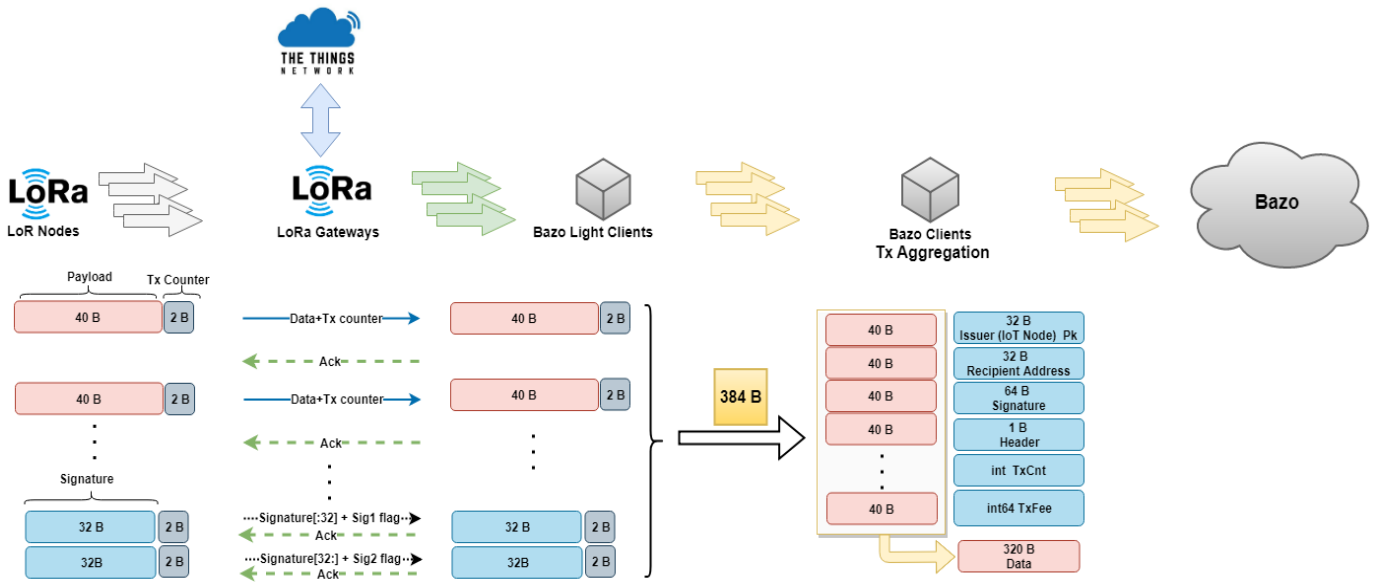 THE THINGS
NETWORK
LoRa
LoR Nodes
LoRa
LoRa Gateways
Bazo Light Clients
Bazo Clients
Tx Aggregation
Bazo
Payload
Tx Counter
40 B
2 B
Data+Tx counter
40 B
2 B
Ack
40 B
2 B
Data+Tx counter
40 B
2 B
Ack
Signature
32 B
2 B
Signature[:32] + Sig1 flag
Ack
32 B
2 B
32B
2 B
Signature[32:] + Sig2 flag
Ack
32B
2 B
384 B
40 B
40 B
40 B
40 B
40 B
32 B
Issuer (IoT Node) Pk
32 B
Recipient Address
64 B
Signature
1 B
Header
int TxCnt
int64 TxFee
320 B
Data